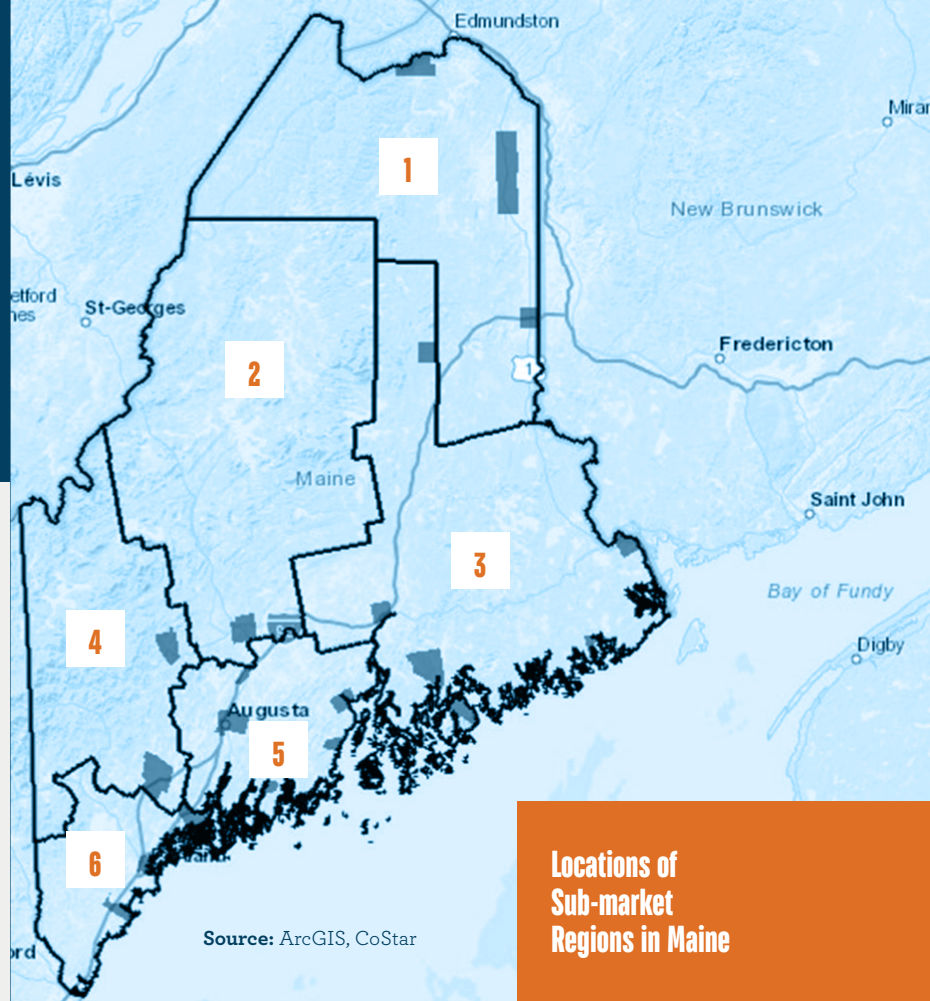 Edmundston
Mirar
1
Lévis
New Brunswick
etford
nes
St-Georges
Fredericton
2
1
Maine
Saint John
3
Bay of Fundy
4
Digby
Augusta
5
6
Locations of
Sub-market
Regions in Maine
Source: ArcGIS, CoStar
ord